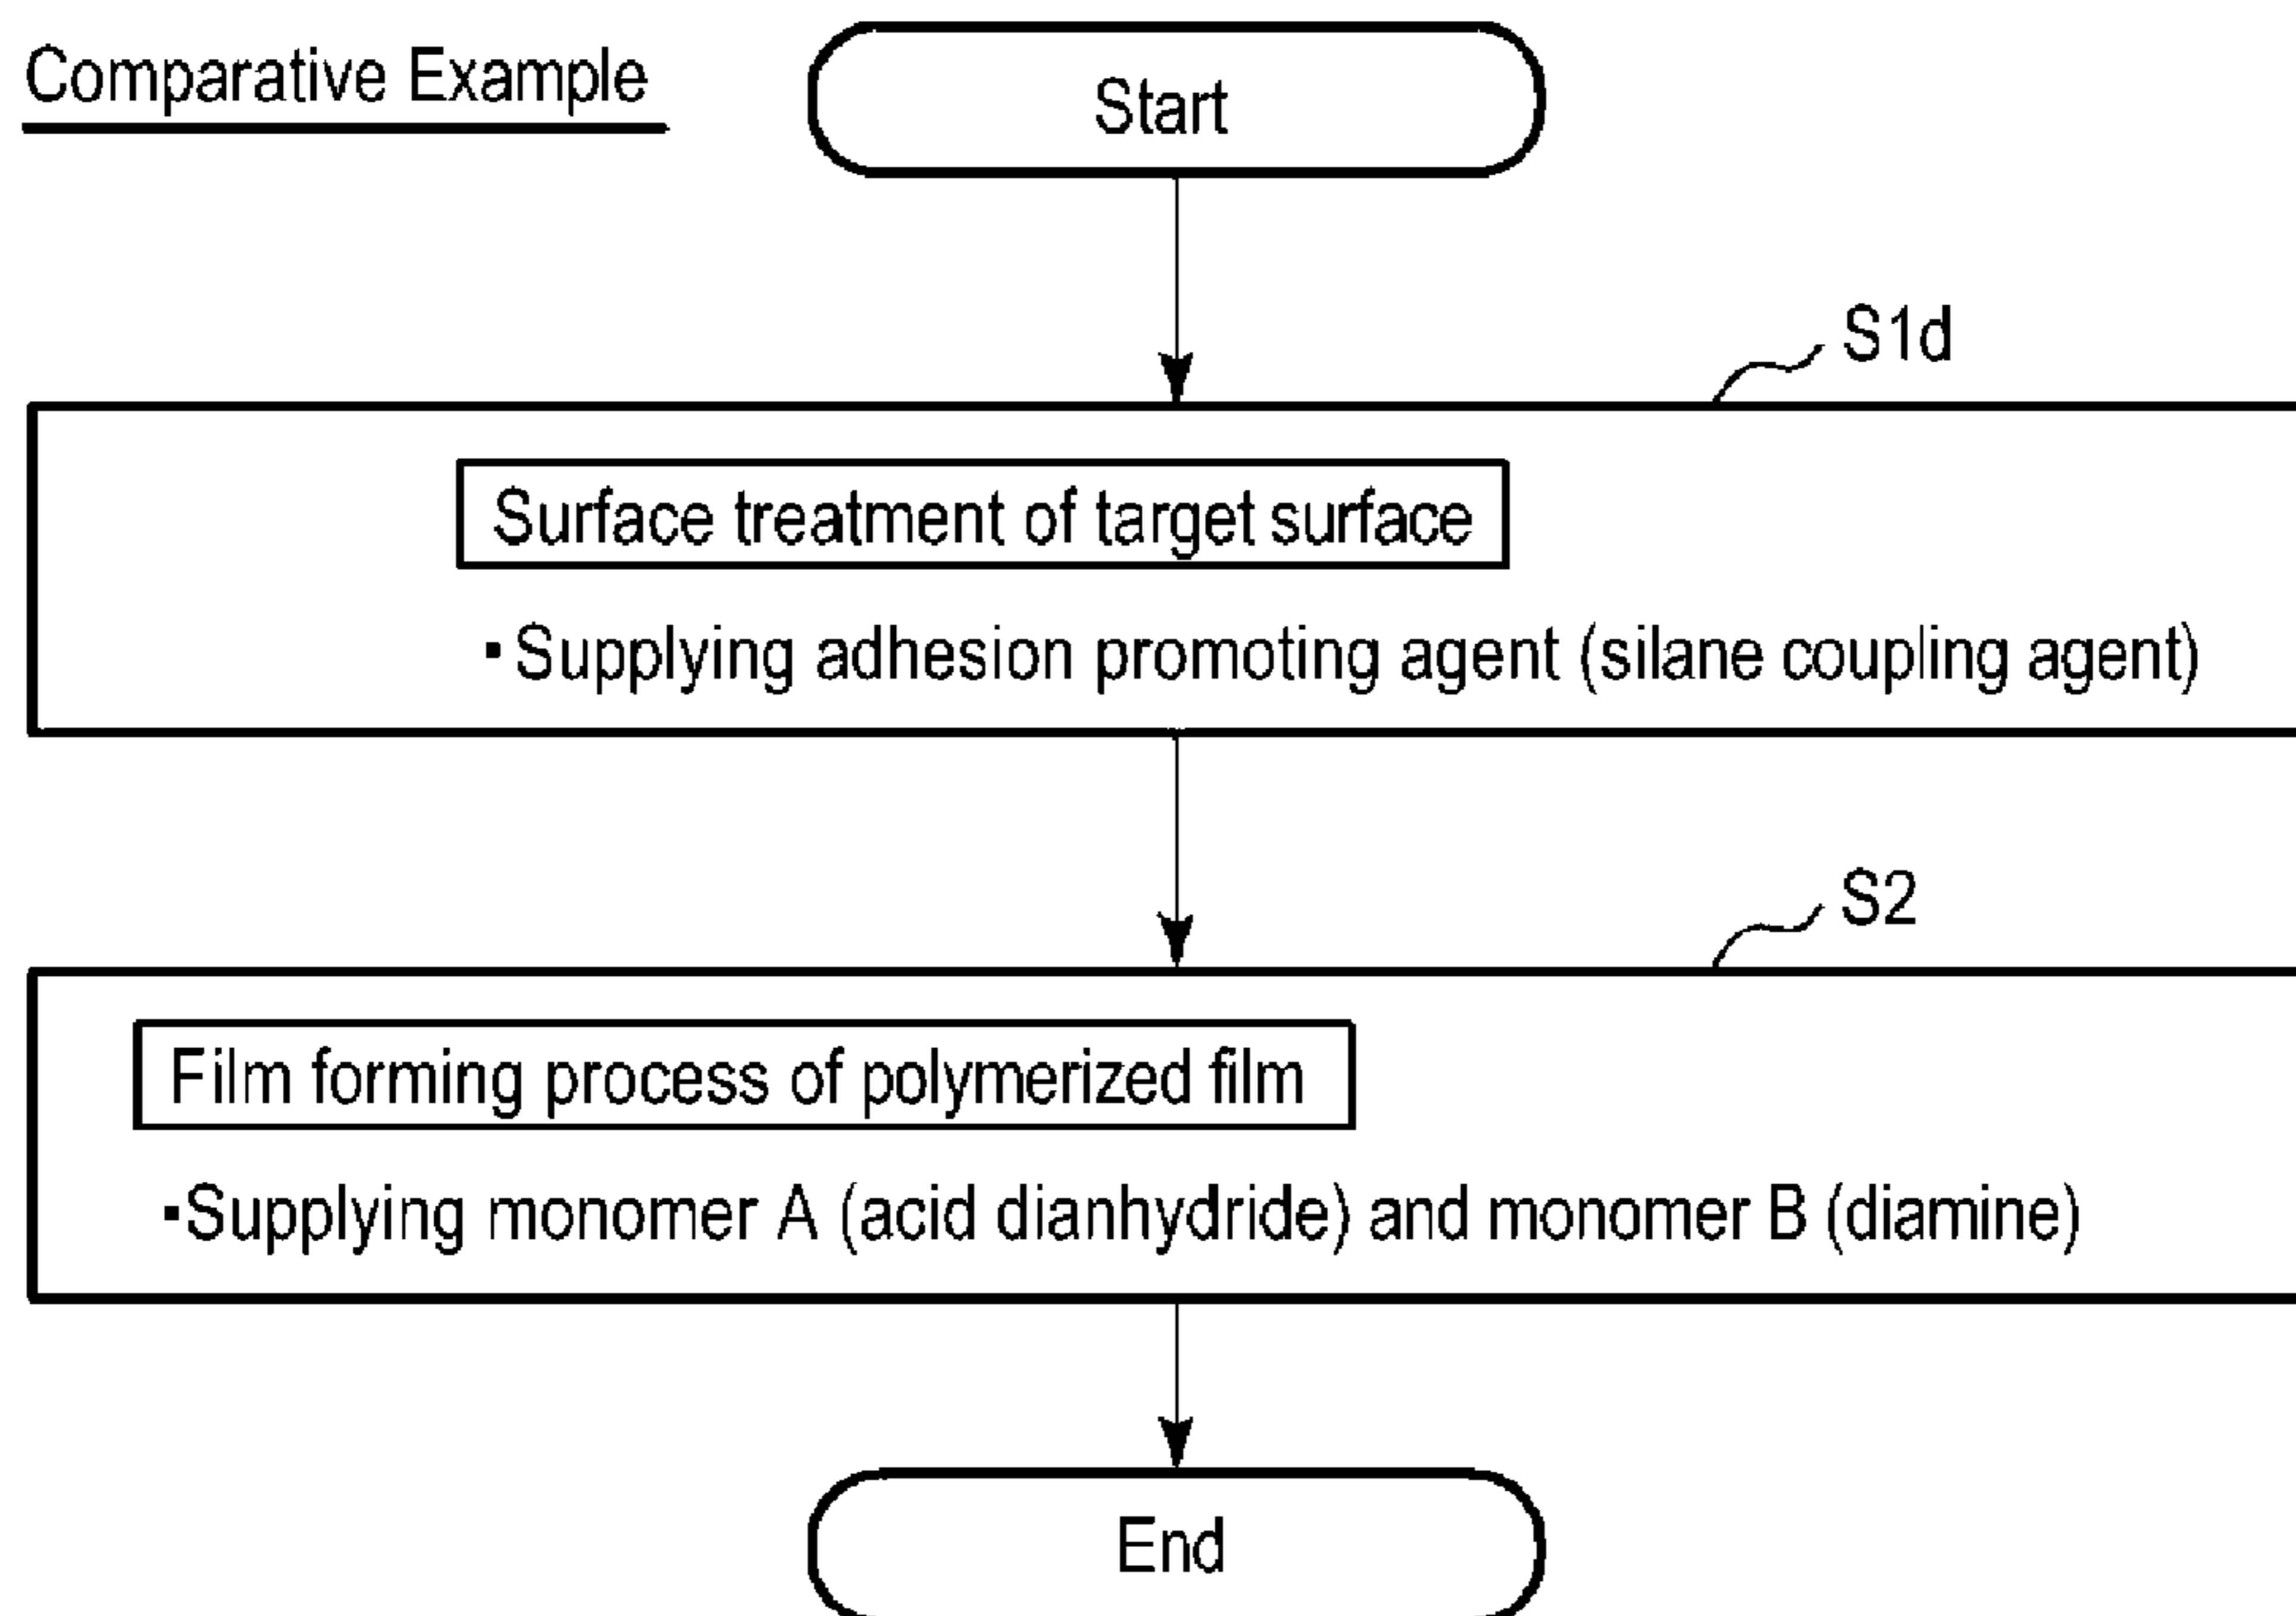 Comparative Example
Start
S1d
Surface treatment of target surface
▪Supplying adhesion promoting agent (silane coupling agent)
S2
Film forming process of polymerized film
▪Supplying monomer A (acid dianhydride) and monomer B (diamine)
End